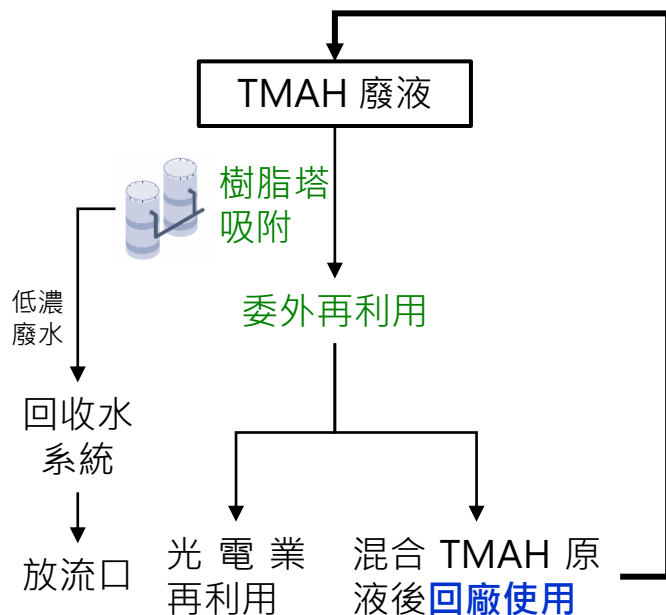 TMAH 廢液
樹脂塔
吸附
低濃
廢水
委外再利用
回收水
系統
放流口
光 電 業
再利用
混合 TMAH 原
液後回廠使用